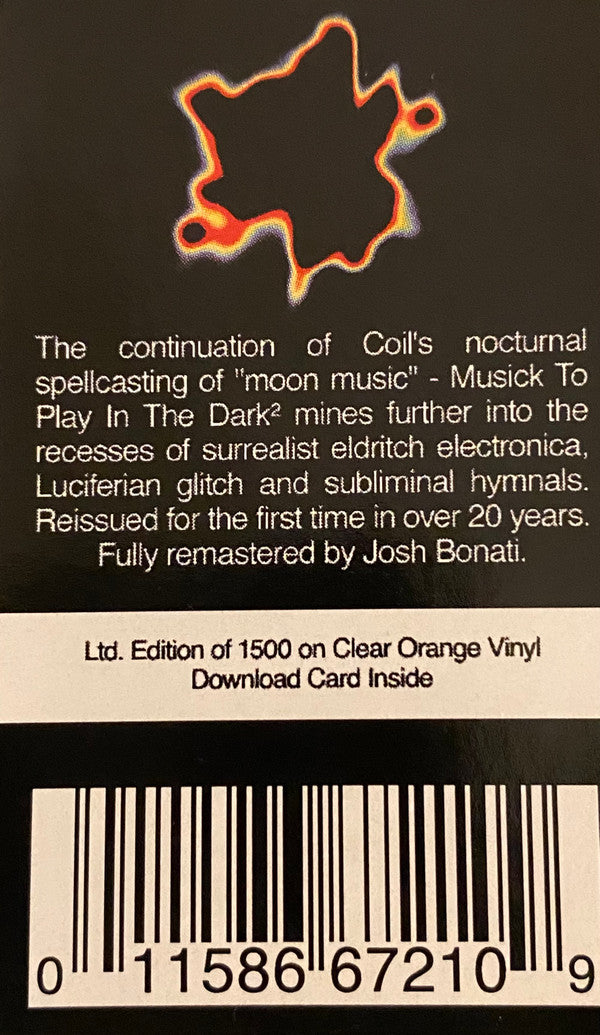 The continuation of Coil's nocturnal
spellcasting of "moon music" - Musick To
Play In The Dark² mines further into the
recesses of surrealist eldritch electronica,
Luciferian glitch and subliminal hymnals.
Reissued for the first time in over 20 years.
Fully remastered by Josh Bonati.
Ltd. Edition of 1500 on Clear Orange Vinyl
Download Card Inside
0 11586 67210 9